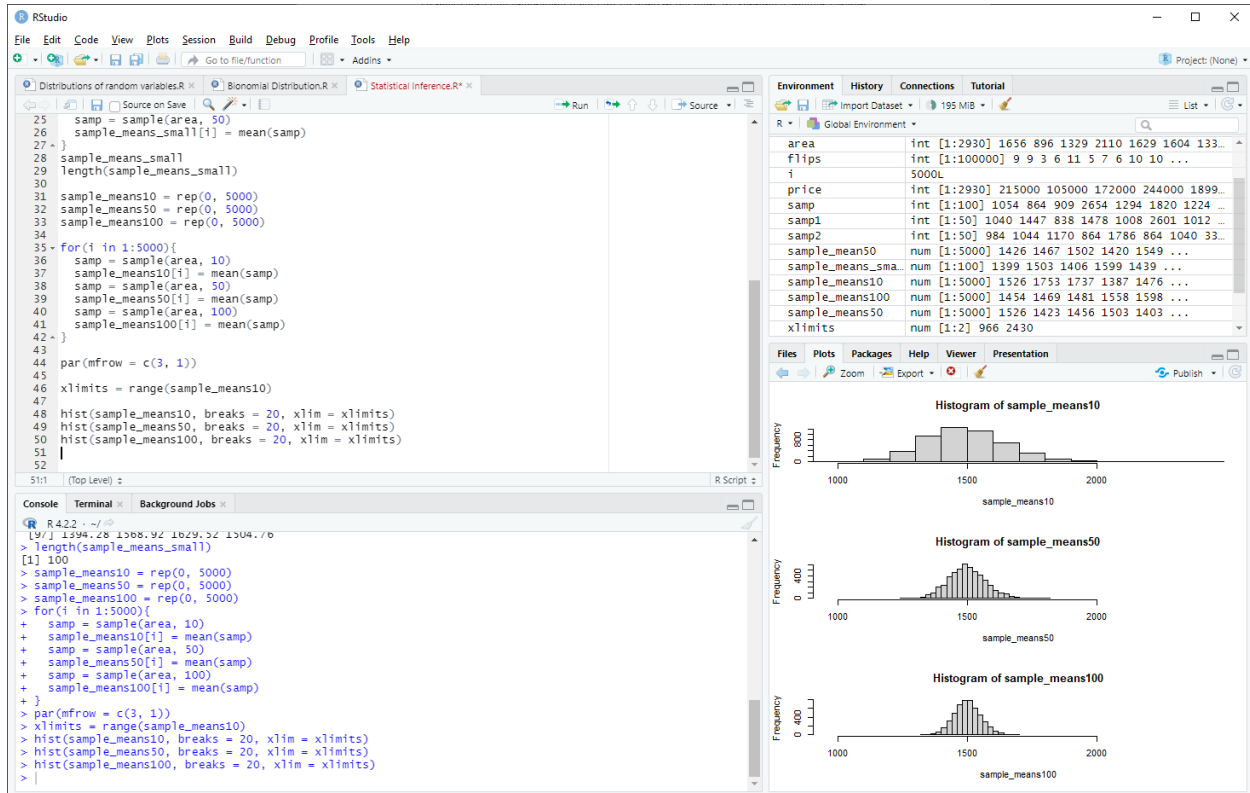 RStudio
File Edit Code View Plots Session Build Debug Profile Tools Help
Go to file/function Addins Project: (None)
Distributions of random variables.R Bionomial Distribution.R Statistical Inference.R*
Source on Save Run Source
25 samp = sample(area, 50)
26 sample_means_small[i] = mean(samp)
27 }
28 sample_means_small
29 length(sample_means_small)
30
31 sample_means10 = rep(0, 5000)
32 sample_means50 = rep(0, 5000)
33 sample_means100 = rep(0, 5000)
34
35 for(i in 1:5000){
36 samp = sample(area, 10)
37 sample_means10[i] = mean(samp)
38 samp = sample(area, 50)
39 sample_means50[i] = mean(samp)
40 samp = sample(area, 100)
41 sample_means100[i] = mean(samp)
42 }
43
44 par(mfrow = c(3, 1))
45
46 xlimits = range(sample_means10)
47
48 hist(sample_means10, breaks = 20, xlim = xlimits)
49 hist(sample_means50, breaks = 20, xlim = xlimits)
50 hist(sample_means100, breaks = 20, xlim = xlimits)
51
52
51:1 (Top Level) R Script
Console Terminal Background Jobs
R 4.2.2 · ~/
[97] 1394.28 1568.92 1629.52 1504.76
> length(sample_means_small)
[1] 100
> sample_means10 = rep(0, 5000)
> sample_means50 = rep(0, 5000)
> sample_means100 = rep(0, 5000)
> for(i in 1:5000){
+ samp = sample(area, 10)
+ sample_means10[i] = mean(samp)
+ samp = sample(area, 50)
+ sample_means50[i] = mean(samp)
+ samp = sample(area, 100)
+ sample_means100[i] = mean(samp)
+ }
> par(mfrow = c(3, 1))
> xlimits = range(sample_means10)
> hist(sample_means10, breaks = 20, xlim = xlimits)
> hist(sample_means50, breaks = 20, xlim = xlimits)
> hist(sample_means100, breaks = 20, xlim = xlimits)
>
Environment History Connections Tutorial
Import Dataset 195 MiB List
R Global Environment
area int [1:2930] 1656 896 1329 2110 1629 1604 133…
flips int [1:100000] 9 9 3 6 11 5 7 6 10 10 ...
i 5000L
price int [1:2930] 215000 105000 172000 244000 1899…
samp int [1:100] 1054 864 909 2654 1294 1820 1224 …
samp1 int [1:50] 1040 1447 838 1478 1008 2601 1012 …
samp2 int [1:50] 984 1044 1170 864 1786 864 1040 33…
sample_mean50 num [1:5000] 1426 1467 1502 1420 1549 ...
sample_means_sma… num [1:100] 1399 1503 1406 1599 1439 ...
sample_means10 num [1:5000] 1526 1753 1737 1387 1476 ...
sample_means100 num [1:5000] 1454 1469 1481 1558 1598 ...
sample_means50 num [1:5000] 1526 1423 1456 1503 1403 ...
xlimits num [1:2] 966 2430
Files Plots Packages Help Viewer Presentation
Zoom Export Publish
Histogram of sample_means10
Frequency
0 800
1000 1500 2000
sample_means10
Histogram of sample_means50
Frequency
0 400
1000 1500 2000
sample_means50
Histogram of sample_means100
Frequency
0 400
1000 1500 2000
sample_means100